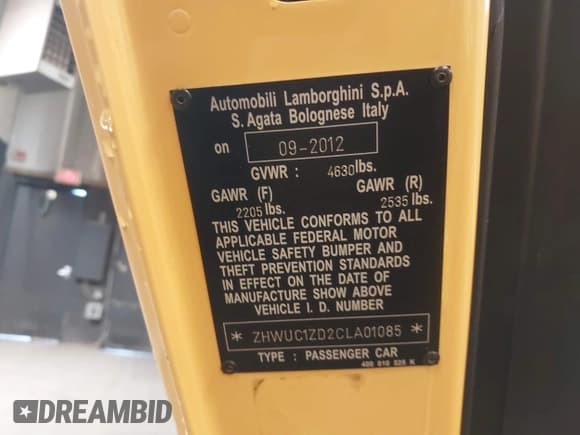 Automobili Lamborghini S.p.A.
S. Agata Bolognese Italy
on 09-2012
GVWR : 4630lbs.
GAWR (F) GAWR (R)
2205 lbs. 2535 lbs.
THIS VEHICLE CONFORMS TO ALL
APPLICABLE FEDERAL MOTOR
VEHICLE SAFETY BUMPER AND
THEFT PREVENTION STANDARDS
IN EFFECT ON THE DATE OF
MANUFACTURE SHOW ABOVE
VEHICLE I. D. NUMBER
* ZHWUC1ZD2CLA01085 *
TYPE : PASSENGER CAR
DREAMBID